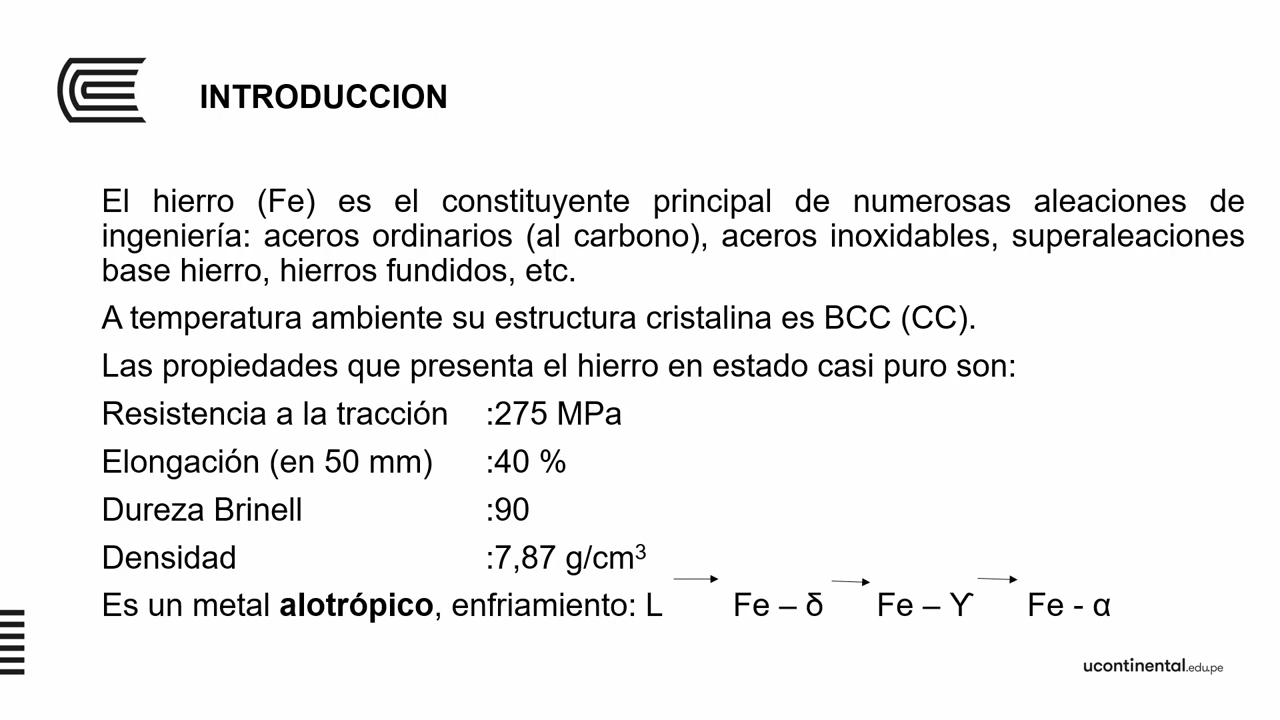 INTRODUCCION
El hierro (Fe) es el constituyente principal de numerosas aleaciones de
ingeniería: aceros ordinarios (al carbono), aceros inoxidables, superaleaciones
base hierro, hierros fundidos, etc.
A temperatura ambiente su estructura cristalina es BCC (CC).
Las propiedades que presenta el hierro en estado casi puro son:
Resistencia a la tracción :275 MPa
Elongación (en 50 mm) :40 %
Dureza Brinell :90
Densidad :7,87 g/cm³
Es un metal alotrópico, enfriamiento: L → Fe – δ → Fe – ϒ → Fe - α
ucontinental.edu.pe